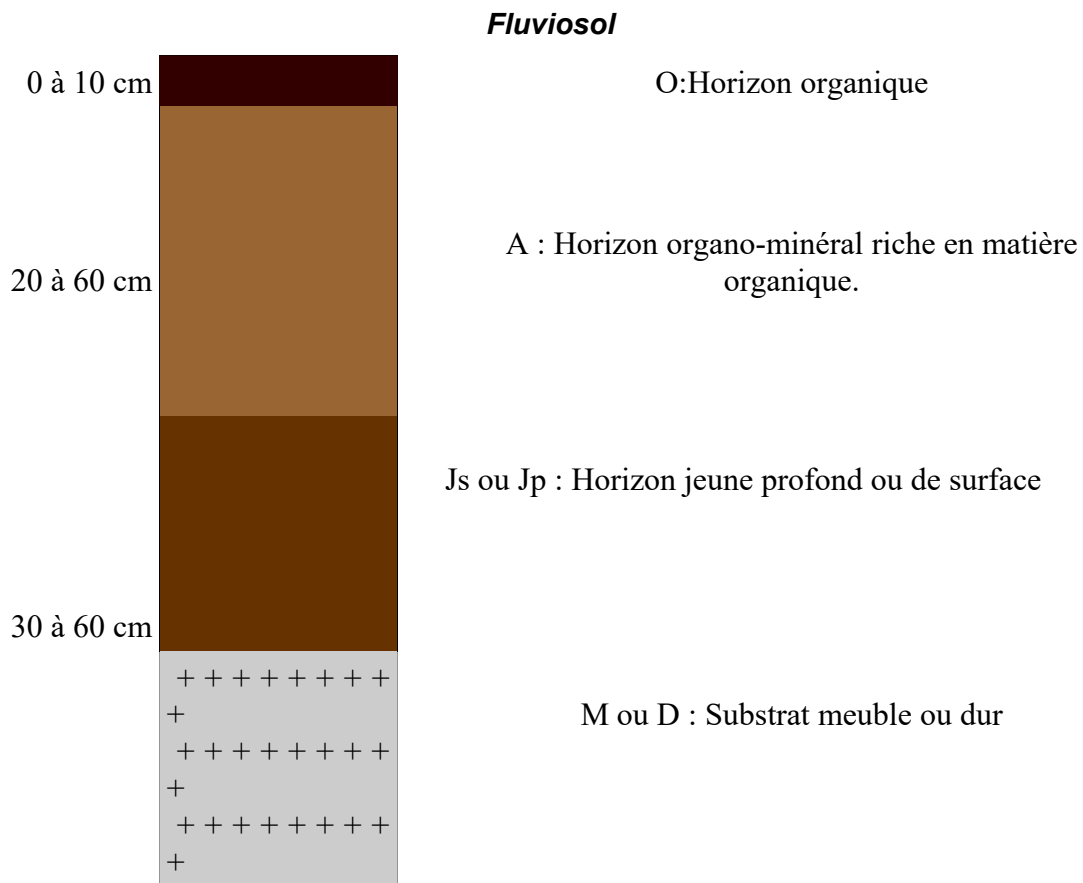 Fluviosol
0 à 10 cm
O:Horizon organique
A : Horizon organo-minéral riche en matière
organique.
20 à 60 cm
Js ou Jp : Horizon jeune profond ou de surface
30 à 60 cm
+ + + + + + + +
+
M ou D : Substrat meuble ou dur
+ + + + + + + +
+
+ + + + + + + +
+